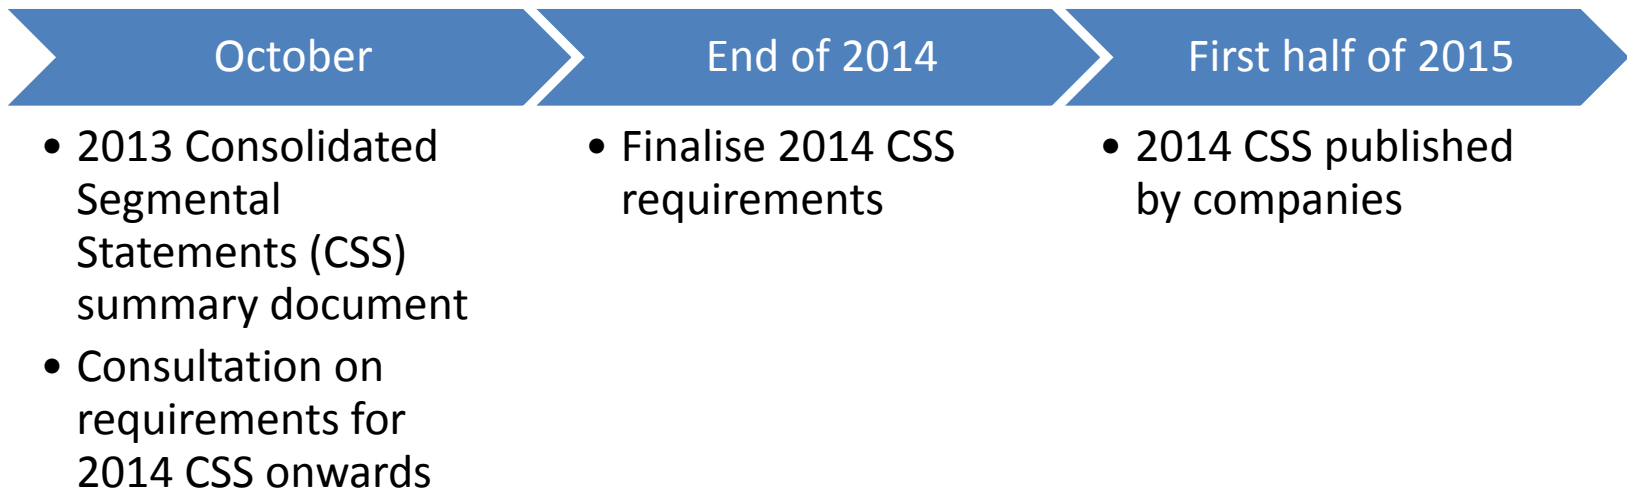 October
• 2013 Consolidated
Segmental
Statements (CSS)
summary document
• Consultation on
requirements for
2014 CSS onwards
End of 2014
• Finalise 2014 CSS
requirements
First half of 2015
• 2014 CSS published
by companies